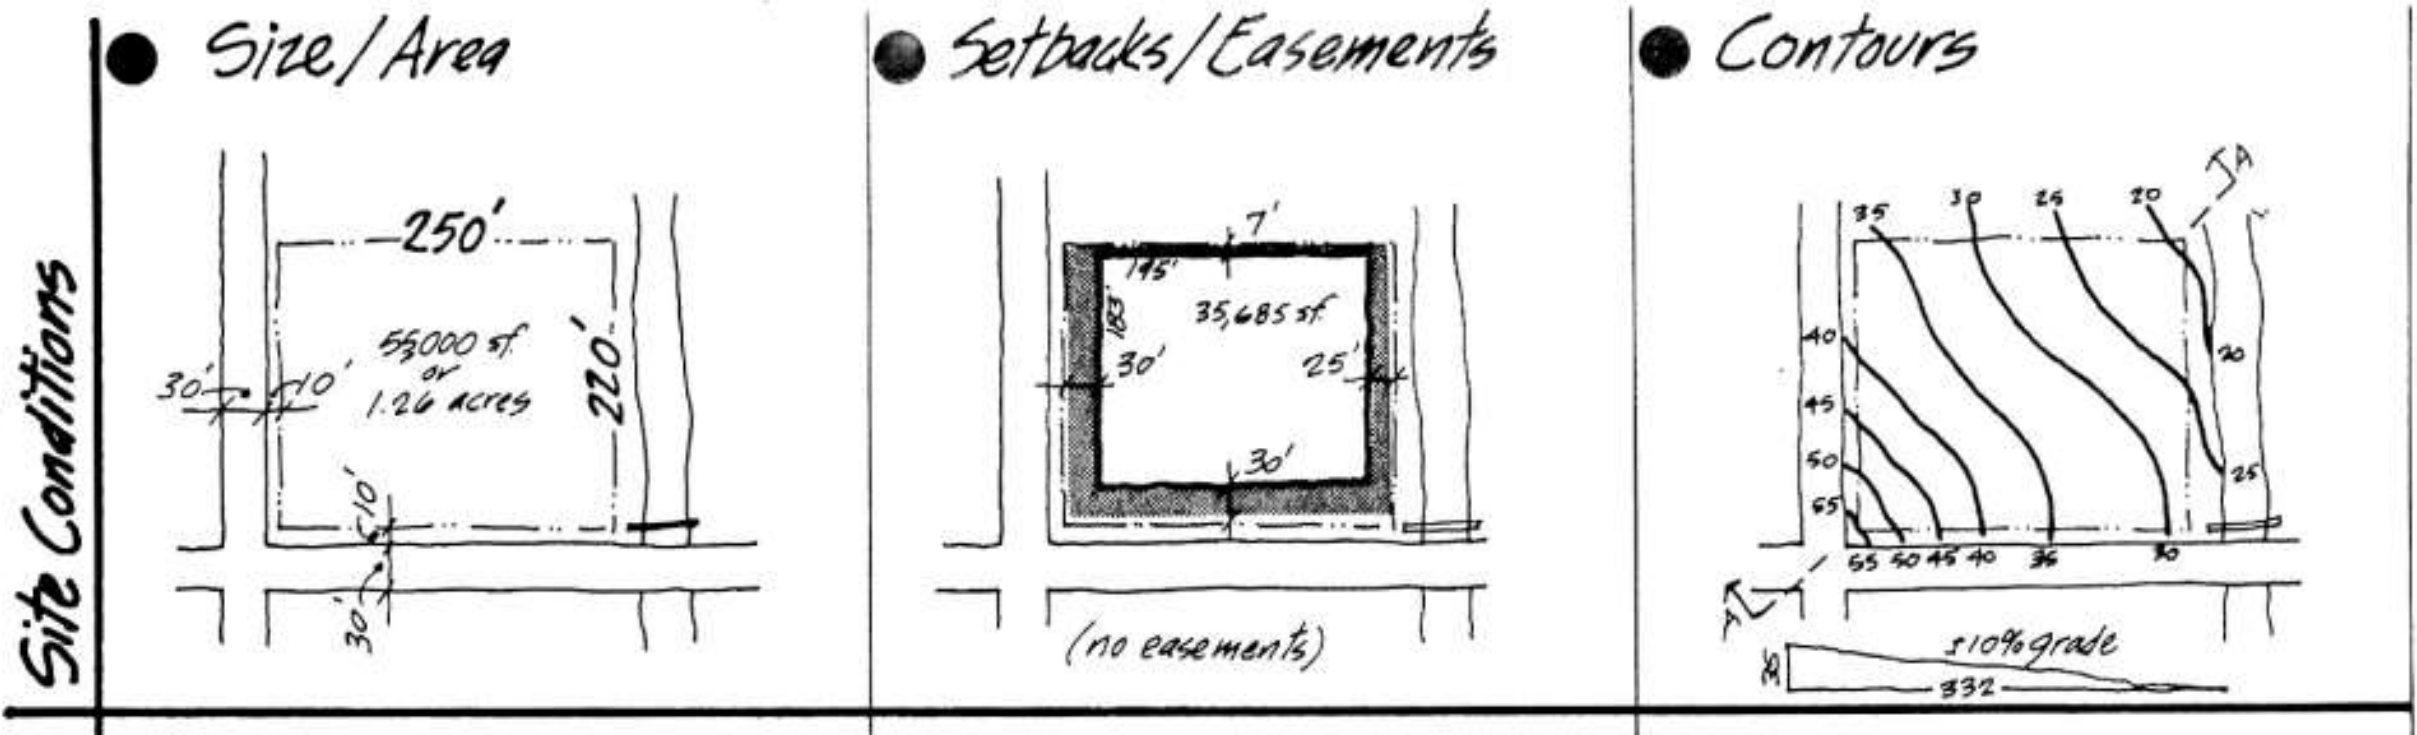 Site Conditions
Size/Area
250'
220'
55,000 sf.
or
1.26 acres
30'
10'
10'
30'
Setbacks/Easements
7'
195'
183'
35,685 sf.
30'
25'
30'
(no easements)
Contours
A
35
30
25
20
40
45
50
55
20
25
55 50 45 40 35 30
A
±10% grade
332